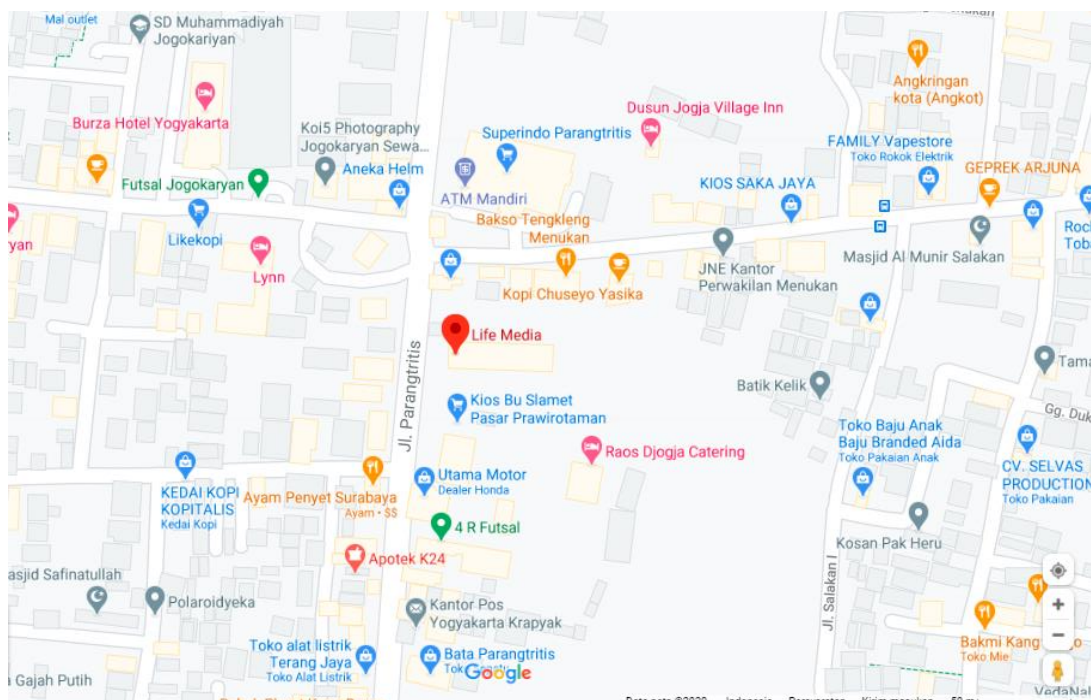 Mal outlet
SD Muhammadiyah
Jogokariyan
Burza Hotel Yogyakarta
Koi5 Photography
Jogokaryan Sewa...
Futsal Jogokaryan
Aneka Helm
Superindo Parangtritis
ATM Mandiri
Dusun Jogja Village Inn
Angkringan
kota (Angkot)
FAMILY Vapestore
Toko Rokok Elektrik
GEPREK ARJUNA
KIOS SAKA JAYA
Bakso Tengkleng
Menukan
Likekopi
ryan
Lynn
Kopi Chuseyo Yasika
JNE Kantor
Perwakilan Menukan
Masjid Al Munir Salakan
Roc
Toba
Life Media
Jl. Parangtritis
Kios Bu Slamet
Pasar Prawirotaman
Batik Kelik
Tama
Gg. Duk
Raos Djogja Catering
Toko Baju Anak
Baju Branded Aida
Toko Pakaian Anak
CV. SELVAS
PRODUCTION
Toko Pakaian
KEDAI KOPI
KOPITALIS
Kedai Kopi
Ayam Penyet Surabaya
Ayam • $$
Utama Motor
Dealer Honda
4 R Futsal
Apotek K24
Kosan Pak Heru
Jl. Salakan I
asjid Safinatullah
Polaroidyeka
Kantor Pos
Yogyakarta Krapyak
Toko alat listrik
Terang Jaya
Toko Alat Listrik
Bata Parangtritis
Google
Bakmi Kang
Toko Mie
Gajah Putih